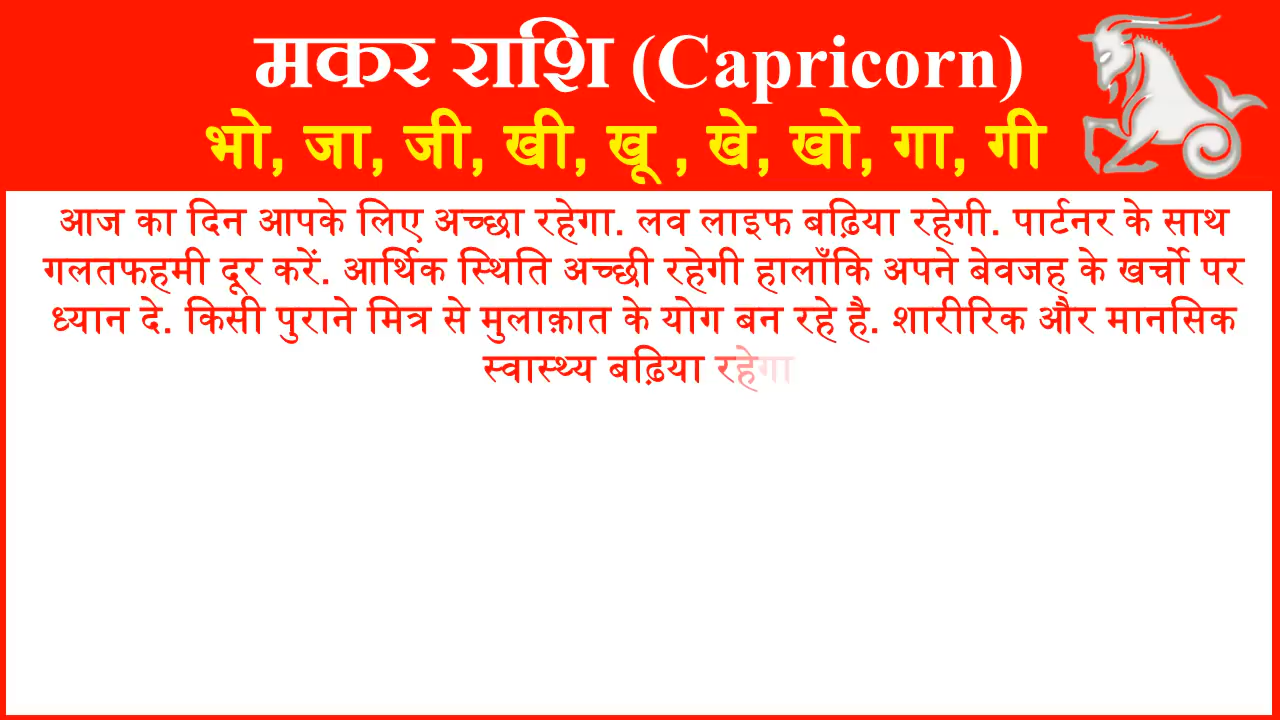 मकर राशि (Capricorn)
भो, जा, जी, खी, खू , खे, खो, गा, गी
आज का दिन आपके लिए अच्छा रहेगा. लव लाइफ बढ़िया रहेगी. पार्टनर के साथ
गलतफहमी दूर करें. आर्थिक स्थिति अच्छी रहेगी हालाँकि अपने बेवजह के खर्चो पर
ध्यान दे. किसी पुराने मित्र से मुलाक़ात के योग बन रहे है. शारीरिक और मानसिक
स्वास्थ्य बढ़िया रहेगा